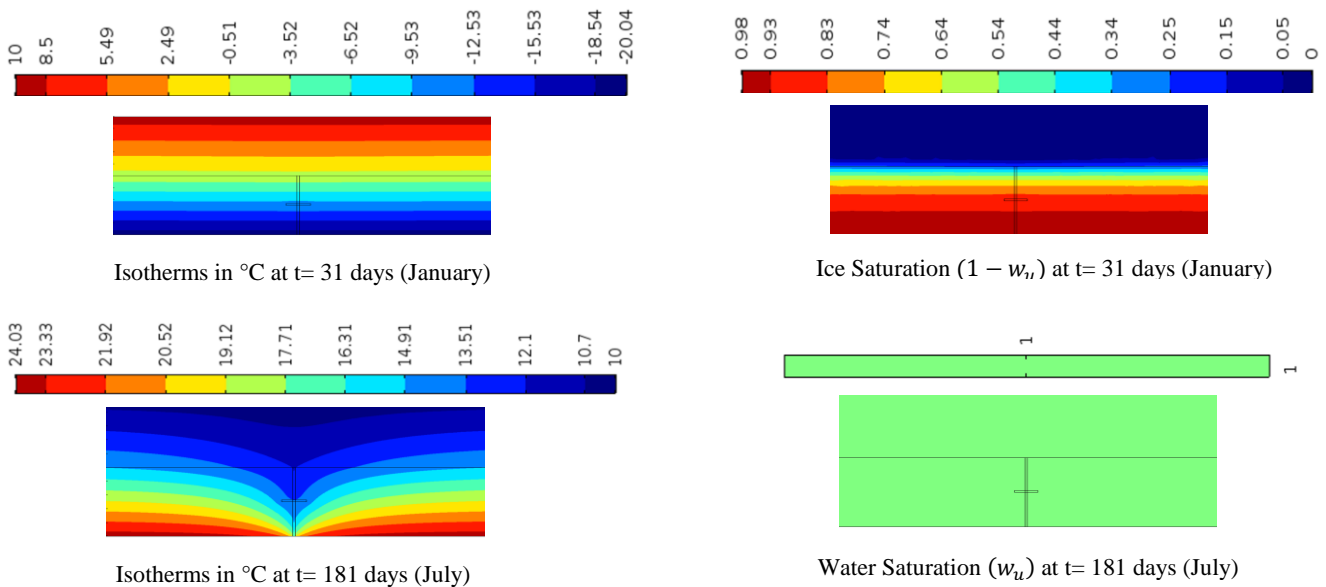 10 8.5 5.49 2.49 -0.51 -3.52 -6.52 -9.53 -12.53 -15.53 -18.54 -20.04
Isotherms in °C at t= 31 days (January)
0.98 0.93 0.83 0.74 0.64 0.54 0.44 0.34 0.25 0.15 0.05 0
Ice Saturation (1 − w_u) at t= 31 days (January)
24.03 23.33 21.92 20.52 19.12 17.71 16.31 14.91 13.51 12.1 10.7 10
Isotherms in °C at t= 181 days (July)
1
1
Water Saturation (w_u) at t= 181 days (July)